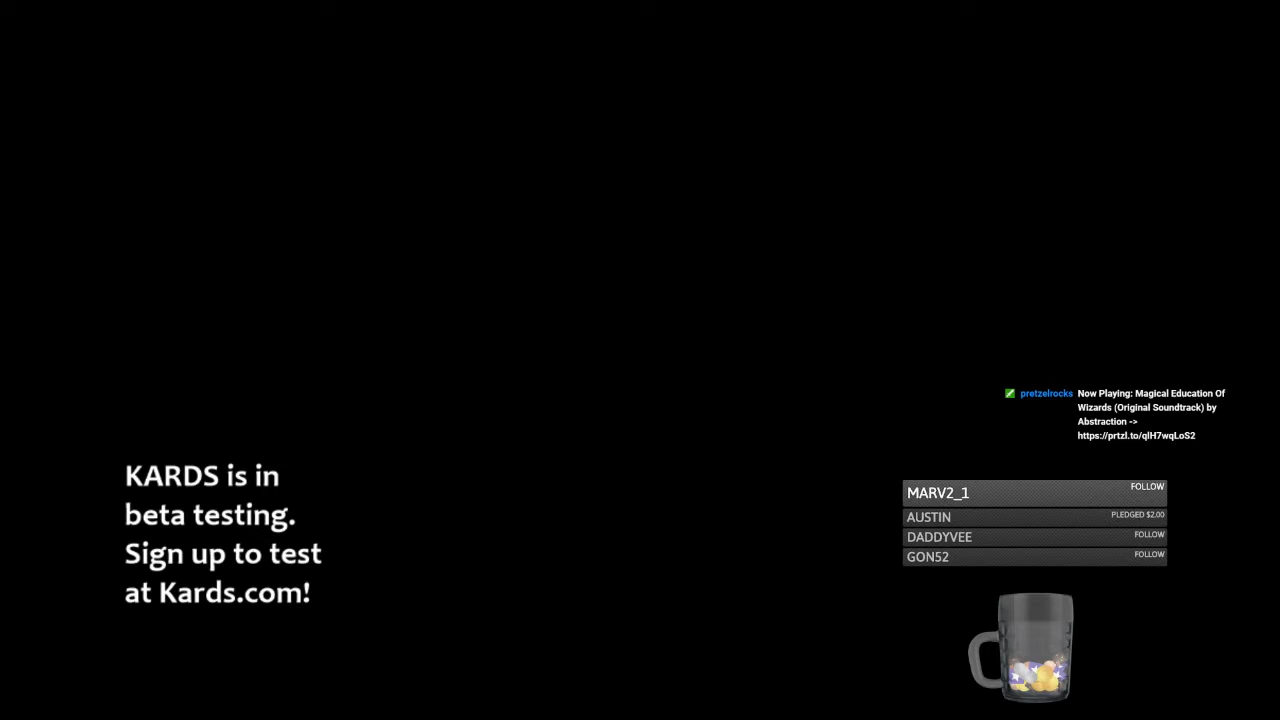 pretzelrocks Now Playing: Magical Education Of
Wizards (Original Soundtrack) by
Abstraction ->
https://prtzl.to/qlH7wqLoS2
KARDS is in
beta testing.
Sign up to test
at Kards.com!
MARV2_1 FOLLOW
AUSTIN PLEDGED $2.00
DADDYVEE FOLLOW
GON52 FOLLOW